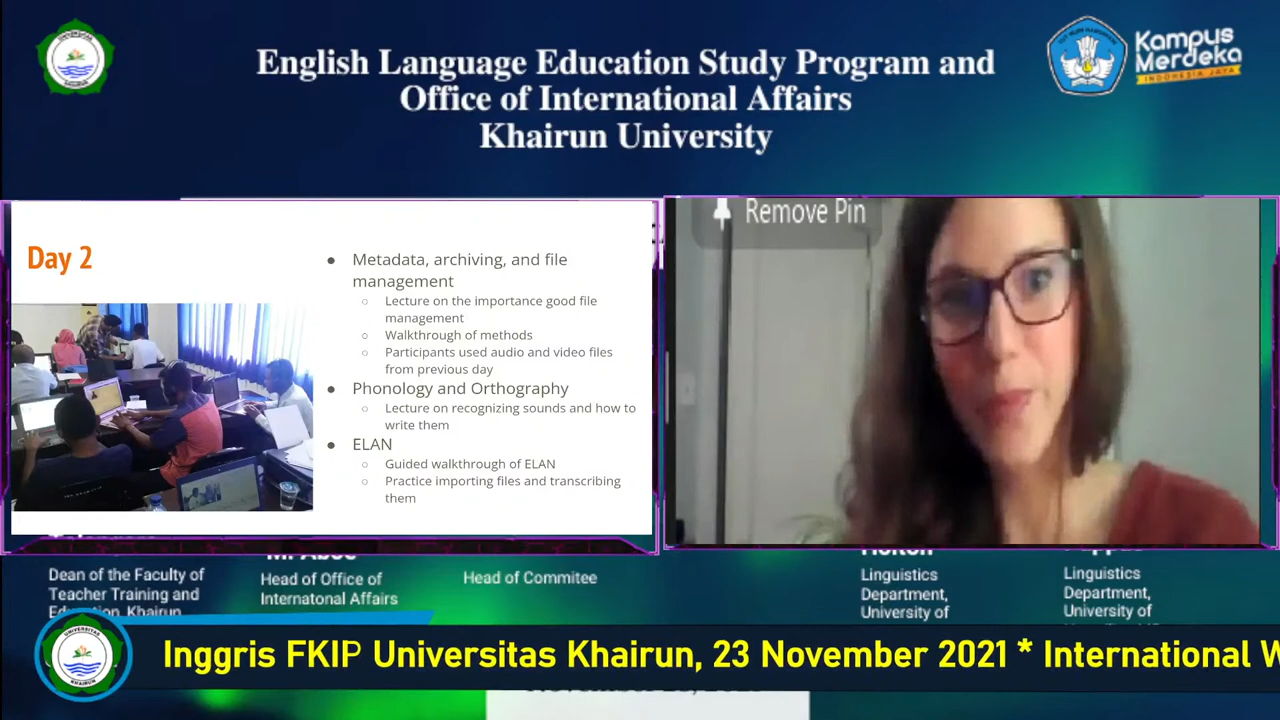 English Language Education Study Program and
Office of International Affairs
Khairun University
Kampus
Merdeka
INDONESIA JAYA
Remove Pin
Day 2
Metadata, archiving, and file
management
Lecture on the importance good file
management
Walkthrough of methods
Participants used audio and video files
from previous day
Phonology and Orthography
Lecture on recognizing sounds and how to
write them
ELAN
Guided walkthrough of ELAN
Practice importing files and transcribing
them
Dean of the Faculty of
Teacher Training and
Education, Khairun
Head of Office of
Internatonal Affairs
Head of Commitee
Holton
Linguistics
Department,
University of
Linguistics
Department,
University of
Inggris FKIP Universitas Khairun, 23 November 2021 * International W